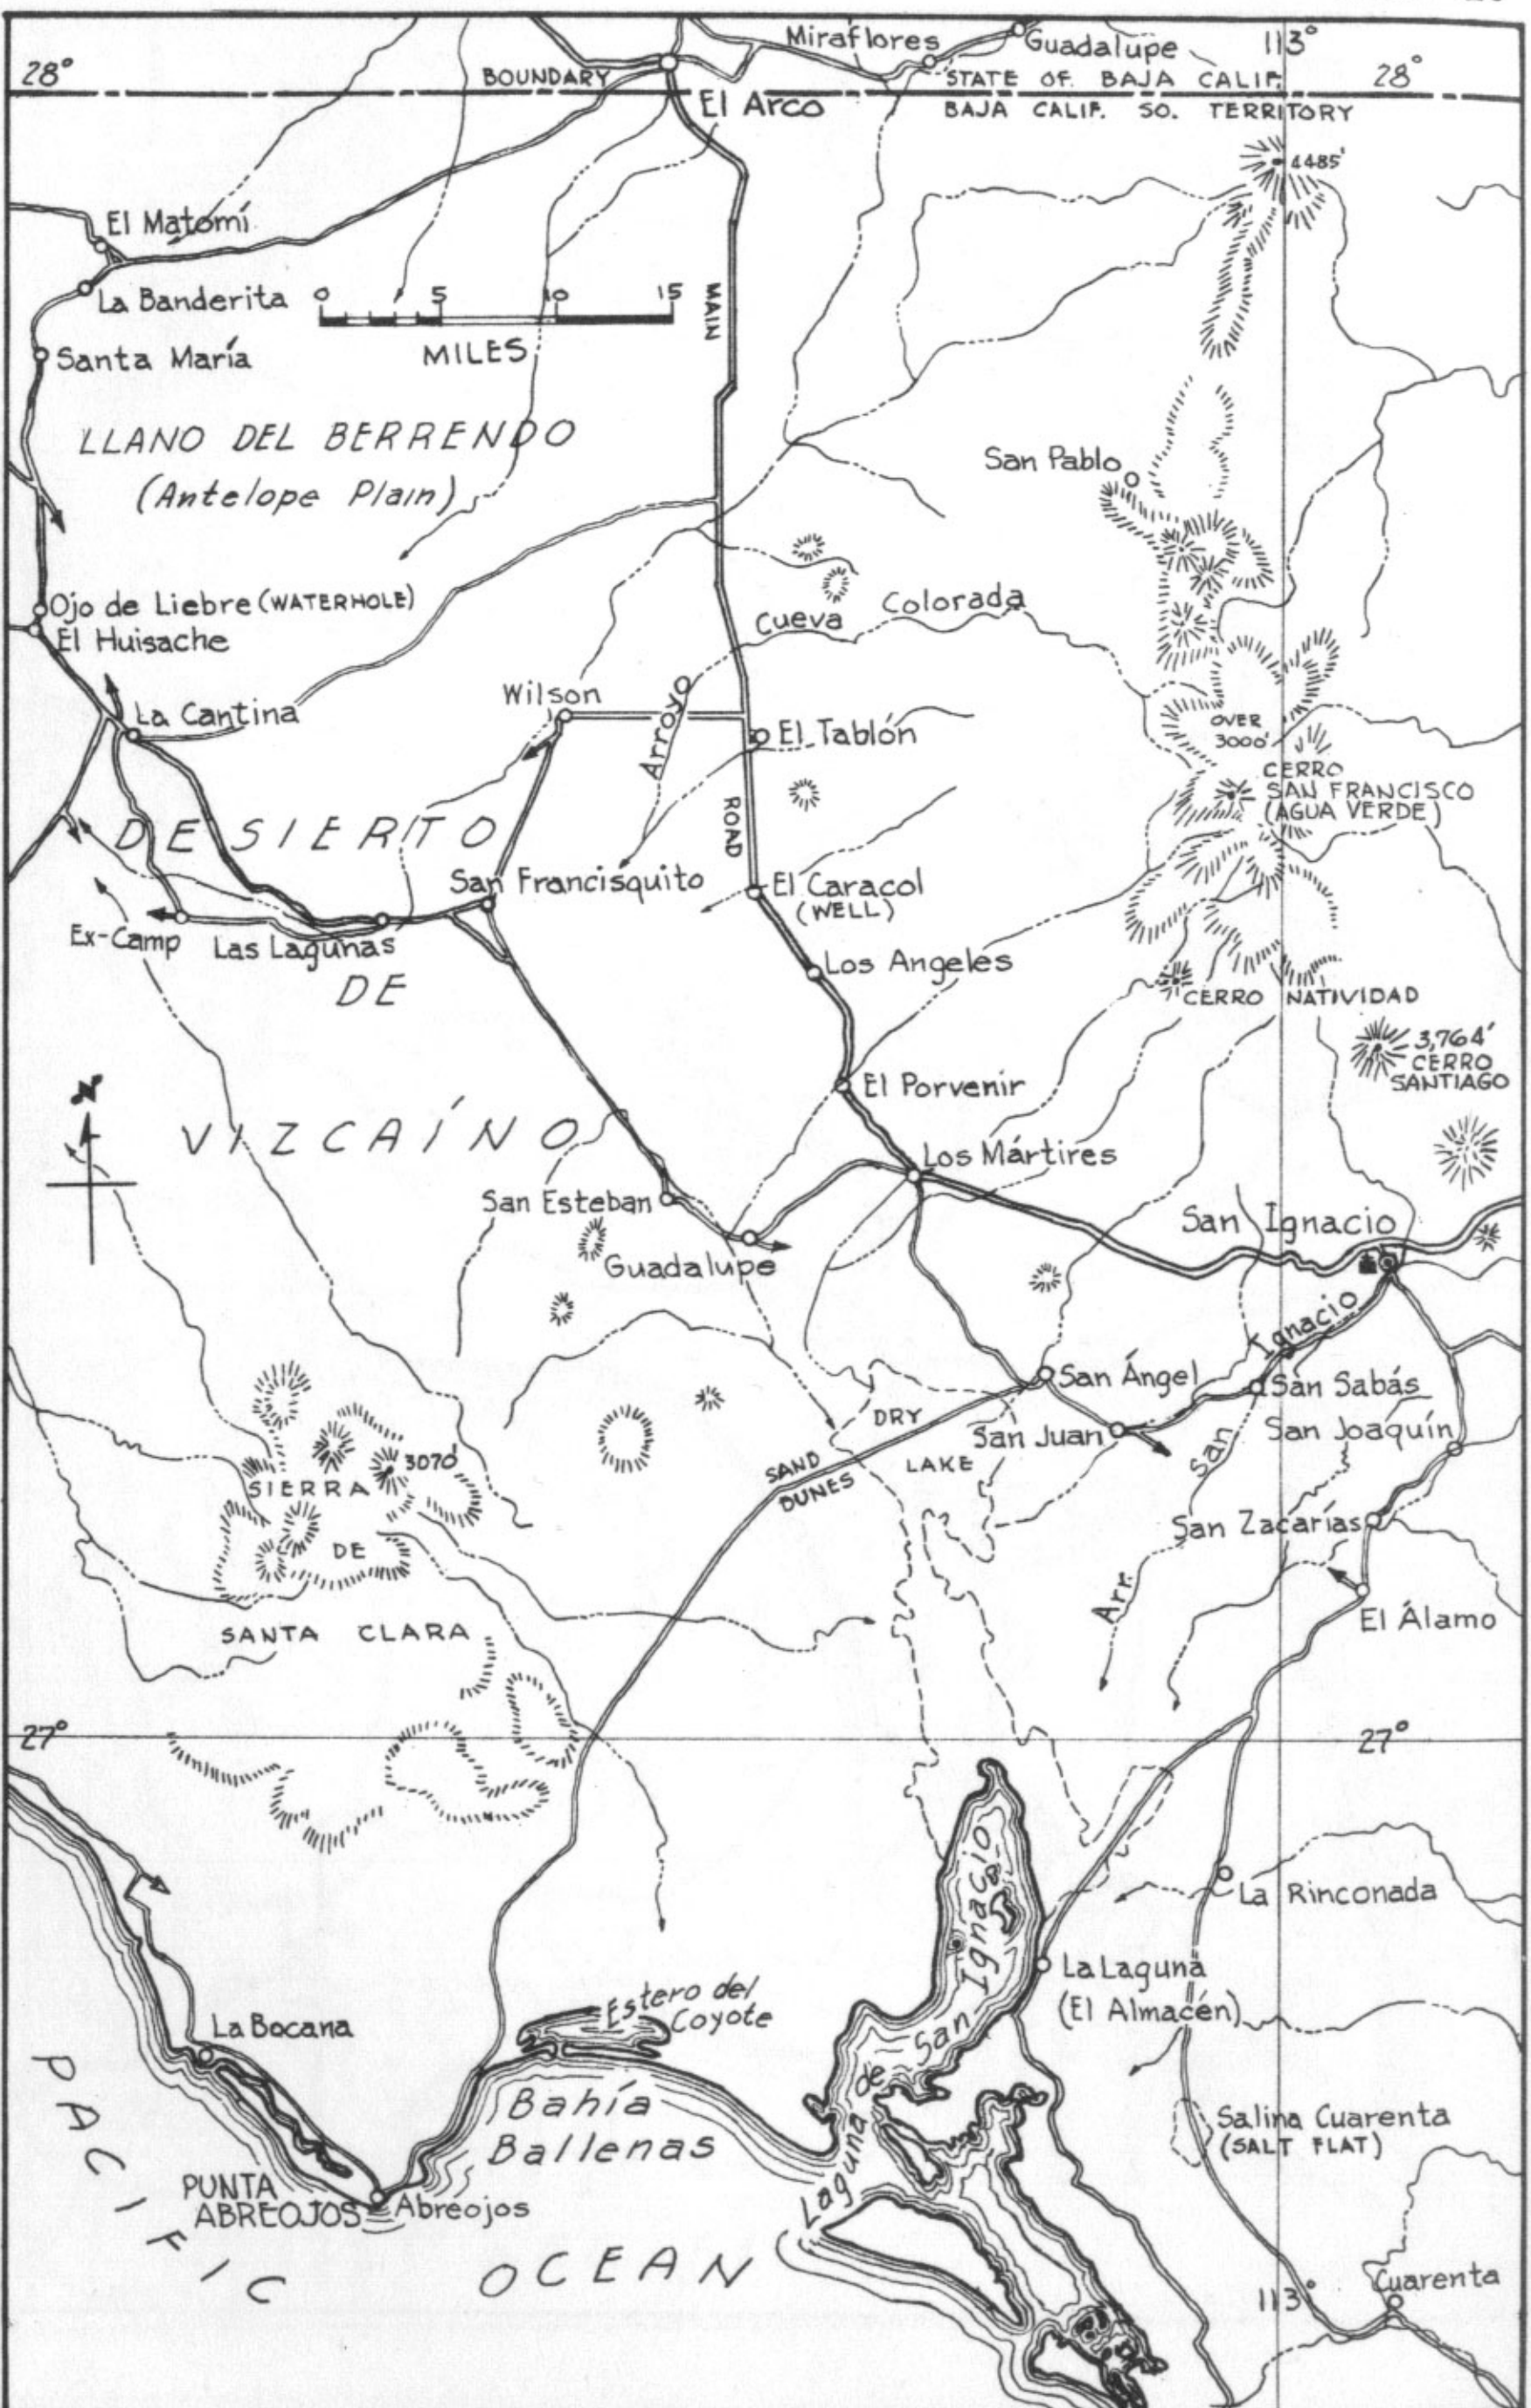 Miraflores
Guadalupe
113°
28°
BOUNDARY
STATE OF BAJA CALIF.
28°
El Arco
BAJA CALIF. SO. TERRITORY
4485'
El Matomí
La Banderita
0 5 10 15
MILES
MAIN
Santa María
LLANO DEL BERRENDO
(Antelope Plain)
San Pablo
Ojo de Liebre (WATERHOLE)
El Huisache
Cueva Colorada
Arroyo
La Cantina
Wilson
El Tablón
OVER
3000'
CERRO
SAN FRANCISCO
(AGUA VERDE)
ROAD
DESIERTO
San Francisquito
El Caracol
(WELL)
Ex-Camp
Las Lagunas
DE
Los Angeles
CERRO NATIVIDAD
3,764'
CERRO
SANTIAGO
N
El Porvenir
VIZCAÍNO
Los Mártires
San Esteban
Guadalupe
San Ignacio
San Ángel
San Sabás
Arr. San Ignacio
DRY
LAKE
San Juan
San Joaquín
SAND
DUNES
3070'
SIERRA
DE
SANTA CLARA
San Zacarías
El Álamo
27°
27°
La Rinconada
Laguna de San Ignacio
La Laguna
(El Almacén)
Estero del
Coyote
La Bocana
Bahía
Ballenas
Salina Cuarenta
(SALT FLAT)
PUNTA
ABREOJOS
Abreojos
PACIFIC
OCEAN
113°
Cuarenta